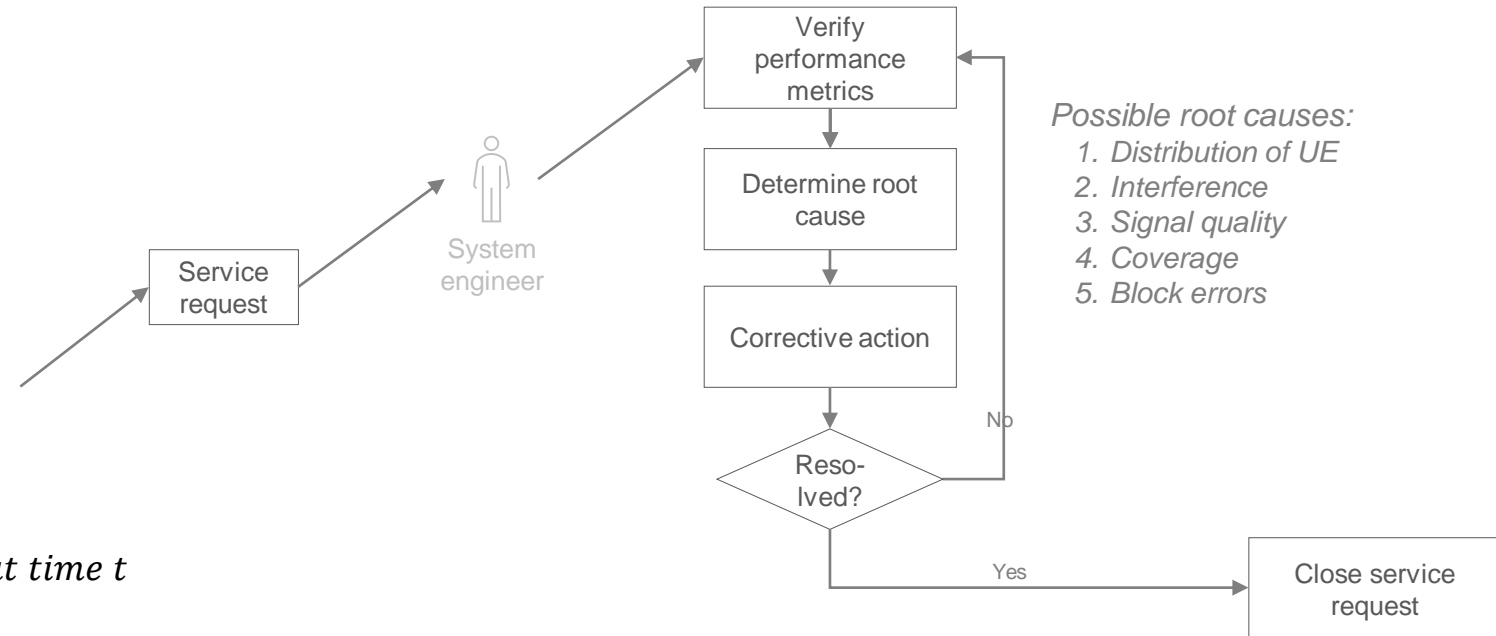 Verify
performance
metrics
Possible root causes:
1. Distribution of UE
2. Interference
3. Signal quality
4. Coverage
5. Block errors
Determine root
cause
System
engineer
Service
request
Corrective action
No
Reso-
lved?
time t
Yes
Close service
request